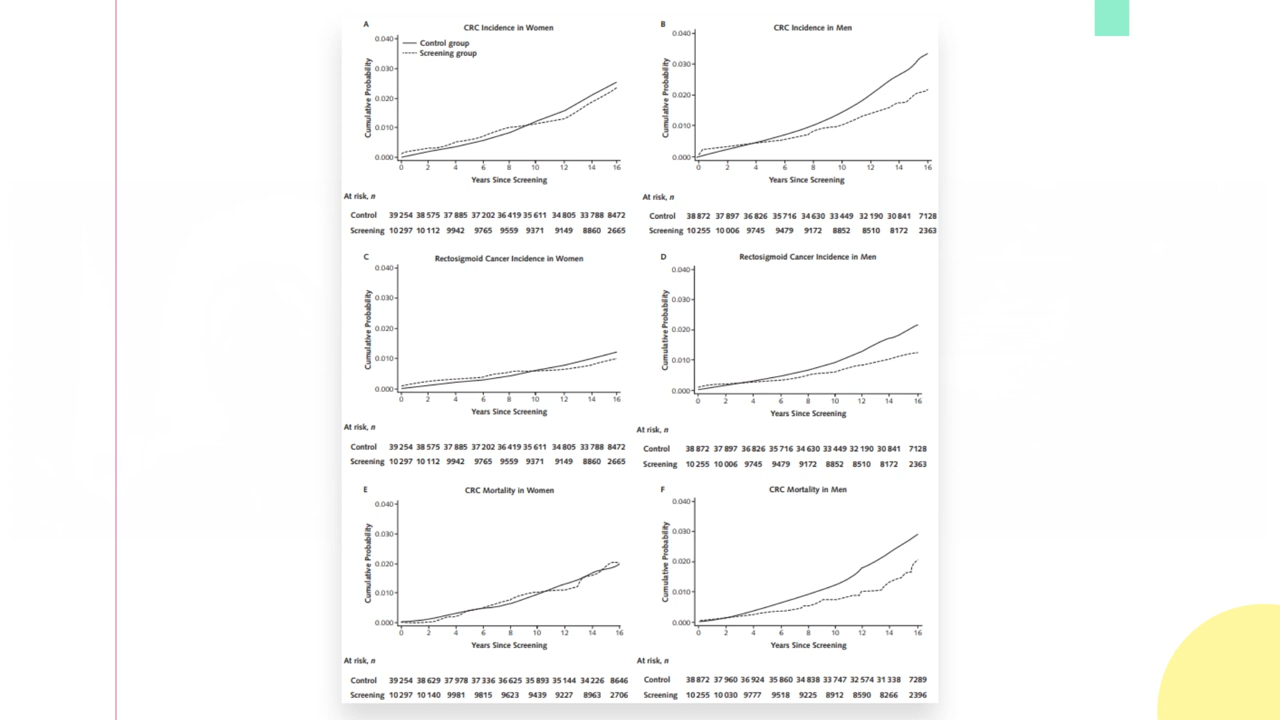 A
CRC Incidence in Women
Control group
Screening group
Cumulative Probability
0.040
0.030
0.020
0.010
0.000
0 2 4 6 8 10 12 14 16
Years Since Screening
At risk, n
Control 39 254 38 575 37 885 37 202 36 419 35 611 34 805 33 788 8472
Screening 10 297 10 112 9942 9765 9559 9371 9149 8860 2665
B
CRC Incidence in Men
Cumulative Probability
0.040
0.030
0.020
0.010
0.000
0 2 4 6 8 10 12 14 16
Years Since Screening
At risk, n
Control 38 872 37 897 36 826 35 716 34 630 33 449 32 190 30 841 7128
Screening 10 255 10 006 9745 9479 9172 8852 8510 8172 2363
C
Rectosigmoid Cancer Incidence in Women
Cumulative Probability
0.040
0.030
0.020
0.010
0.000
0 2 4 6 8 10 12 14 16
Years Since Screening
At risk, n
Control 39 254 38 575 37 885 37 202 36 419 35 611 34 805 33 788 8472
Screening 10 297 10 112 9942 9765 9559 9371 9149 8860 2665
D
Rectosigmoid Cancer Incidence in Men
Cumulative Probability
0.040
0.030
0.020
0.010
0.000
0 2 4 6 8 10 12 14 16
Years Since Screening
At risk, n
Control 38 872 37 897 36 826 35 716 34 630 33 449 32 190 30 841 7128
Screening 10 255 10 006 9745 9479 9172 8852 8510 8172 2363
E
CRC Mortality in Women
Cumulative Probability
0.040
0.030
0.020
0.010
0.000
0 2 4 6 8 10 12 14 16
Years Since Screening
At risk, n
Control 39 254 38 629 37 978 37 336 36 625 35 893 35 144 34 226 8646
Screening 10 297 10 140 9981 9815 9623 9439 9227 8963 2706
F
CRC Mortality in Men
Cumulative Probability
0.040
0.030
0.020
0.010
0.000
0 2 4 6 8 10 12 14 16
Years Since Screening
At risk, n
Control 38 872 37 960 36 924 35 860 34 838 33 747 32 574 31 338 7289
Screening 10 255 10 030 9777 9518 9225 8912 8590 8266 2396